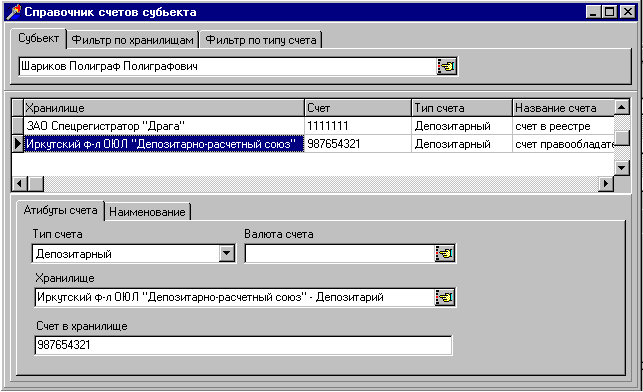 Справочник счетов субъекта
Субъект Фильтр по хранилищам Фильтр по типу счета
Шариков Полиграф Полиграфович
Хранилище Счет Тип счета Название счета
ЗАО Спецрегистратор "Драга" 1111111 Депозитарный счет в реестре
Иркутский ф-л ОЮЛ "Депозитарно-расчетный союз" 987654321 Депозитарный счет правообладате
Атибуты счета Наименование
Тип счета Валюта счета
Депозитарный
Хранилище
Иркутский ф-л ОЮЛ "Депозитарно-расчетный союз" - Депозитарий
Счет в хранилище
987654321